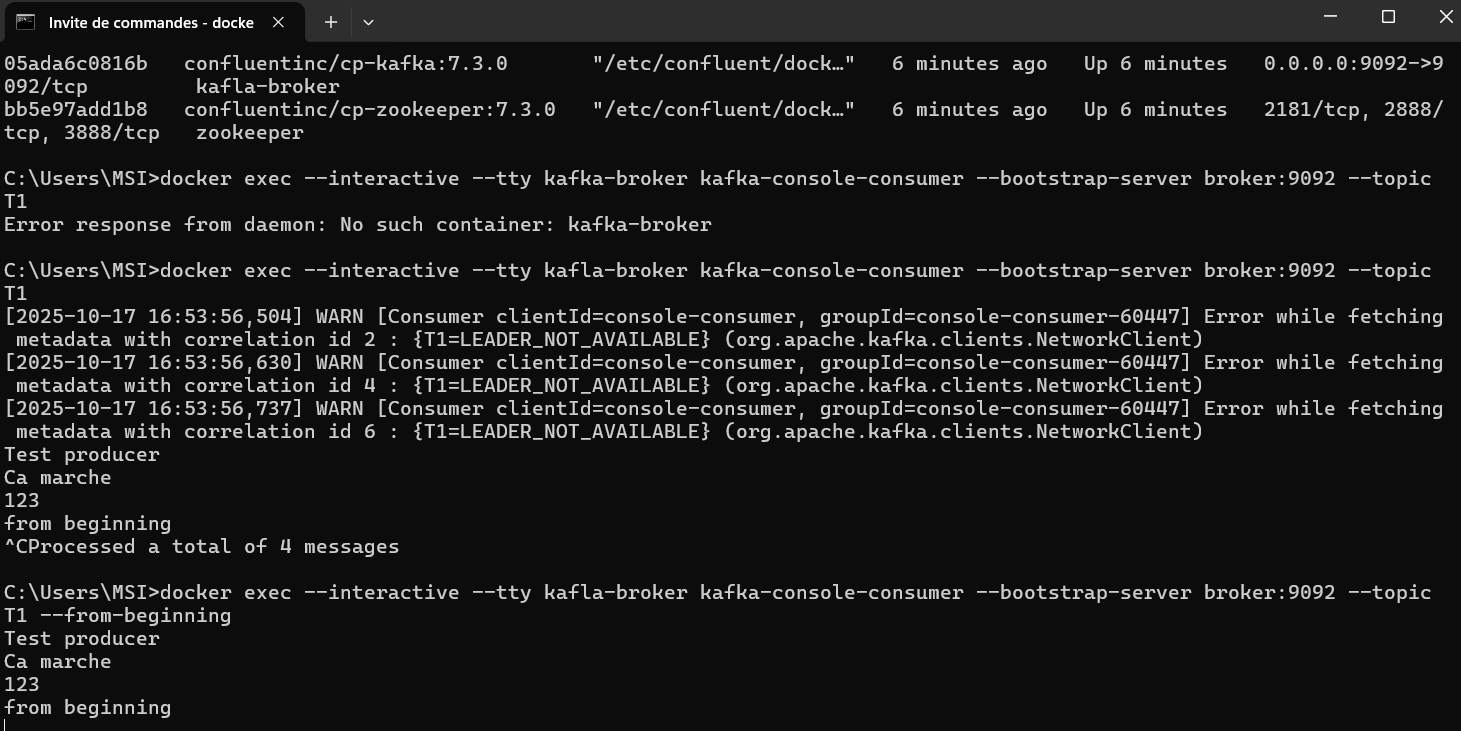 Invite de commandes - docke
05ada6c0816b   confluentinc/cp-kafka:7.3.0       "/etc/confluent/dock…"   6 minutes ago   Up 6 minutes   0.0.0.0:9092->9
092/tcp         kafla-broker
bb5e97add1b8   confluentinc/cp-zookeeper:7.3.0   "/etc/confluent/dock…"   6 minutes ago   Up 6 minutes   2181/tcp, 2888/
tcp, 3888/tcp   zookeeper
C:\Users\MSI>docker exec --interactive --tty kafka-broker kafka-console-consumer --bootstrap-server broker:9092 --topic
T1
Error response from daemon: No such container: kafka-broker
C:\Users\MSI>docker exec --interactive --tty kafla-broker kafka-console-consumer --bootstrap-server broker:9092 --topic
T1
[2025-10-17 16:53:56,504] WARN [Consumer clientId=console-consumer, groupId=console-consumer-60447] Error while fetching
 metadata with correlation id 2 : {T1=LEADER_NOT_AVAILABLE} (org.apache.kafka.clients.NetworkClient)
[2025-10-17 16:53:56,630] WARN [Consumer clientId=console-consumer, groupId=console-consumer-60447] Error while fetching
 metadata with correlation id 4 : {T1=LEADER_NOT_AVAILABLE} (org.apache.kafka.clients.NetworkClient)
[2025-10-17 16:53:56,737] WARN [Consumer clientId=console-consumer, groupId=console-consumer-60447] Error while fetching
 metadata with correlation id 6 : {T1=LEADER_NOT_AVAILABLE} (org.apache.kafka.clients.NetworkClient)
Test producer
Ca marche
123
from beginning
^CProcessed a total of 4 messages
C:\Users\MSI>docker exec --interactive --tty kafla-broker kafka-console-consumer --bootstrap-server broker:9092 --topic
T1 --from-beginning
Test producer
Ca marche
123
from beginning